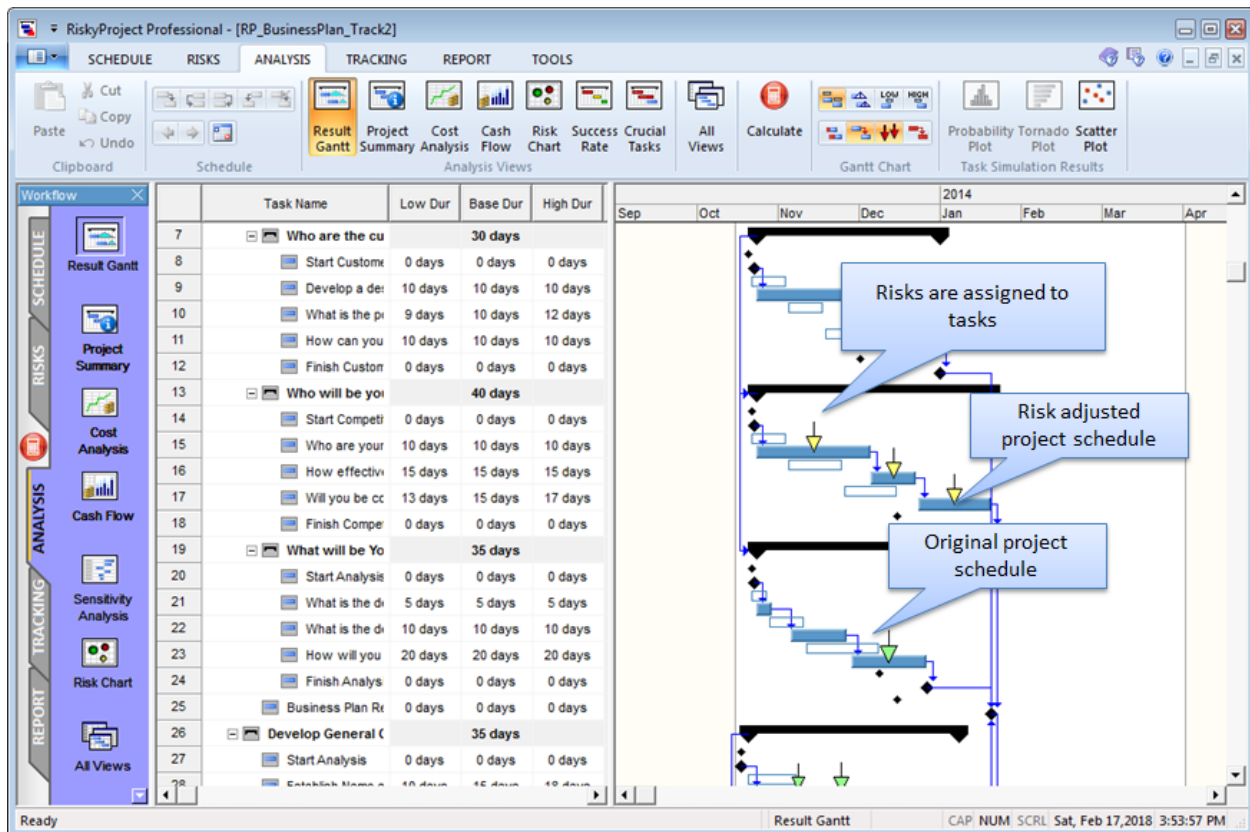 RiskyProject Professional - [RP_BusinessPlan_Track2]
SCHEDULE RISKS ANALYSIS TRACKING REPORT TOOLS
Paste
Cut
Copy
Undo
Clipboard
Schedule
Result Gantt
Project Summary
Cost Analysis
Cash Flow
Risk Chart
Success Rate
Crucial Tasks
Analysis Views
All Views
Calculate
LOW HIGH
Gantt Chart
Probability Plot
Tornado Plot
Scatter Plot
Task Simulation Results
Workflow
SCHEDULE
RISKS
ANALYSIS
TRACKING
REPORT
Result Gantt
Project Summary
Cost Analysis
Cash Flow
Sensitivity Analysis
Risk Chart
All Views
Task Name Low Dur Base Dur High Dur
7 Who are the cu 30 days
8 Start Custome 0 days 0 days 0 days
9 Develop a de 10 days 10 days 10 days
10 What is the p 9 days 10 days 12 days
11 How can you 10 days 10 days 10 days
12 Finish Custom 0 days 0 days 0 days
13 Who will be you 40 days
14 Start Competi 0 days 0 days 0 days
15 Who are your 10 days 10 days 10 days
16 How effective 15 days 15 days 15 days
17 Will you be cc 13 days 15 days 17 days
18 Finish Compet 0 days 0 days 0 days
19 What will be Yo 35 days
20 Start Analysis 0 days 0 days 0 days
21 What is the d 5 days 5 days 5 days
22 What is the d 10 days 10 days 10 days
23 How will you 20 days 20 days 20 days
24 Finish Analys 0 days 0 days 0 days
25 Business Plan Re 0 days 0 days 0 days
26 Develop General 35 days
27 Start Analysis 0 days 0 days 0 days
2014
Sep Oct Nov Dec Jan Feb Mar Apr
Risks are assigned to
tasks
Risk adjusted
project schedule
Original project
schedule
Ready
Result Gantt
CAP NUM SCRL Sat, Feb 17,2018 3:53:57 PM